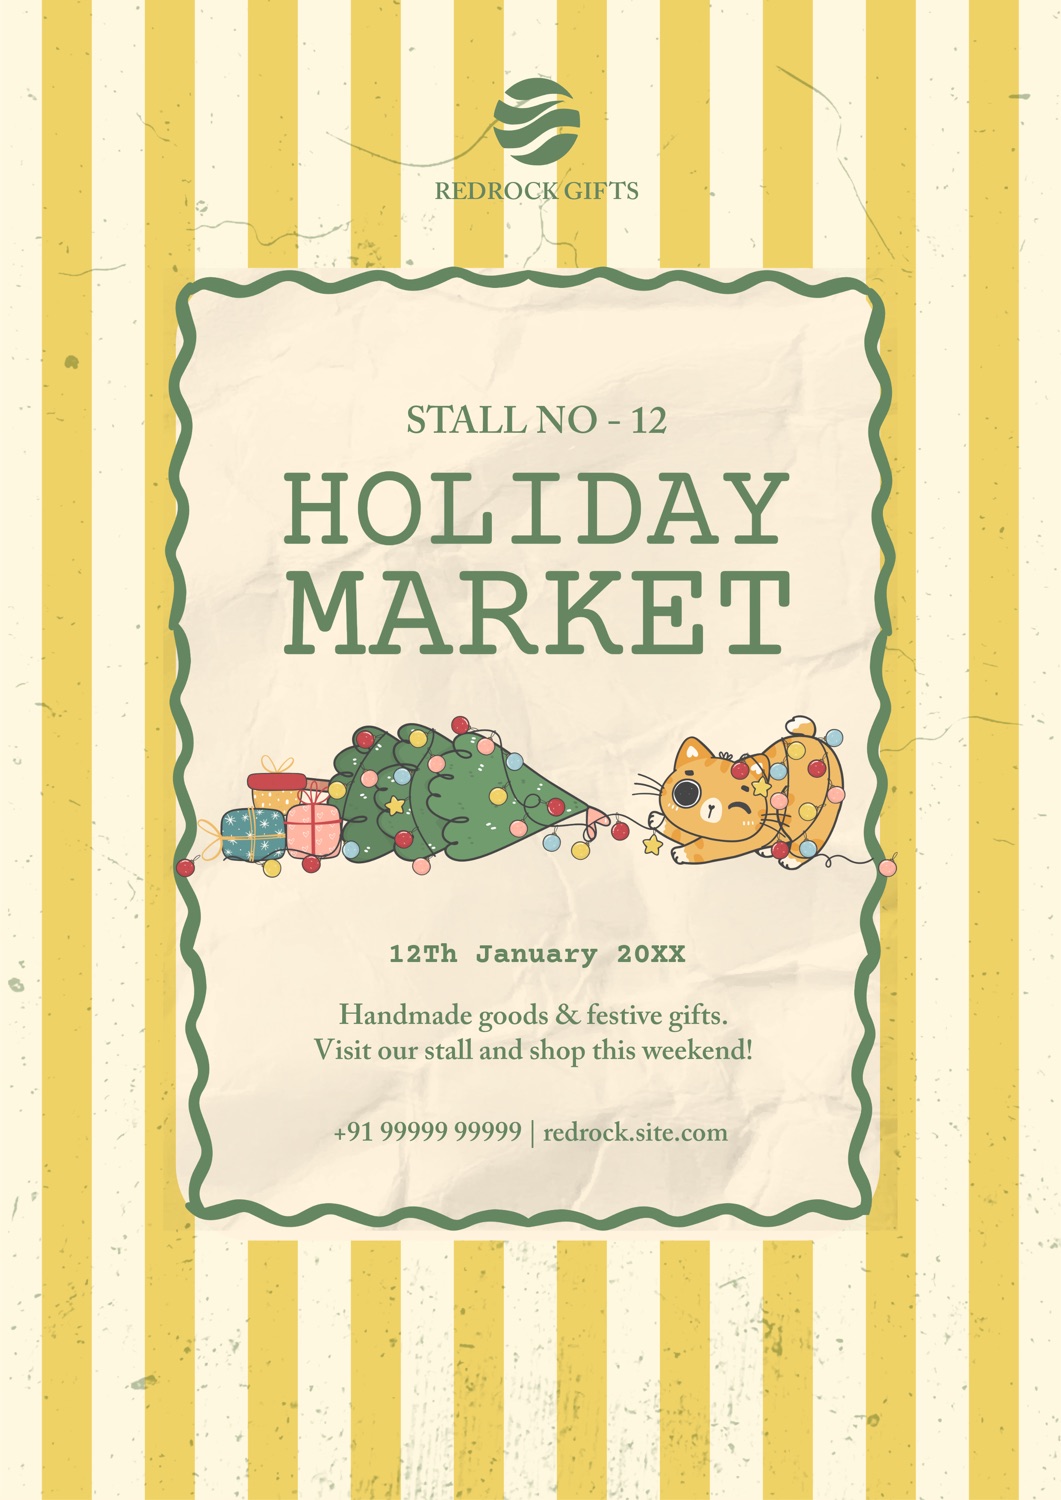 REDROCK GIFTS
STALL NO - 12
HOLIDAY
MARKET
12Th January 20XX
Handmade goods & festive gifts.
Visit our stall and shop this weekend!
+91 99999 99999 | redrock.site.com